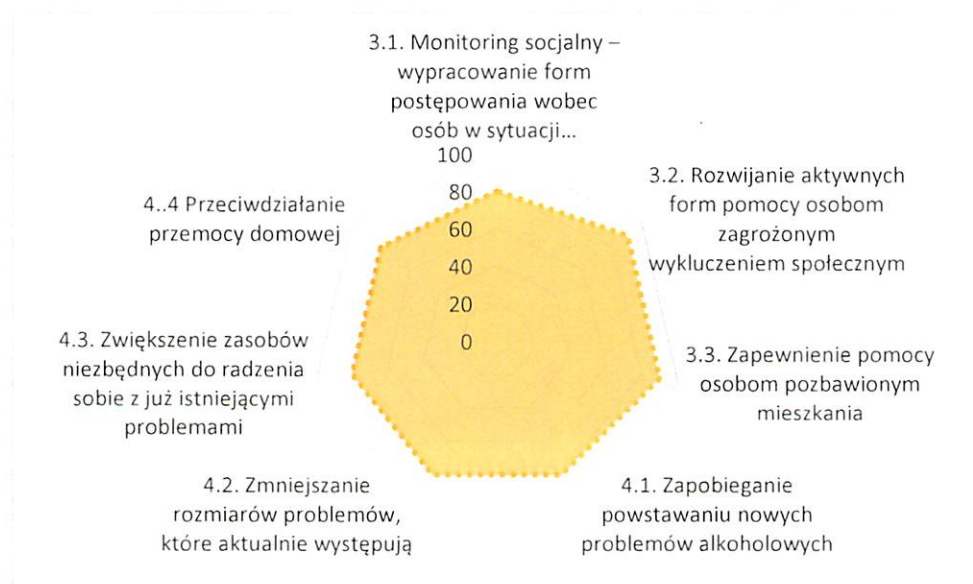 3.1. Monitoring socjalny –
wypracowanie form
postępowania wobec
osób w sytuacji...
100
80
60
40
20
0
3.2. Rozwijanie aktywnych
form pomocy osobom
zagrożonym
wykluczeniem społecznym
3.3. Zapewnienie pomocy
osobom pozbawionym
mieszkania
4.1. Zapobieganie
powstawaniu nowych
problemów alkoholowych
4.2. Zmniejszanie
rozmiarów problemów,
które aktualnie występują
4.3. Zwiększenie zasobów
niezbędnych do radzenia
sobie z już istniejącymi
problemami
4..4 Przeciwdziałanie
przemocy domowej